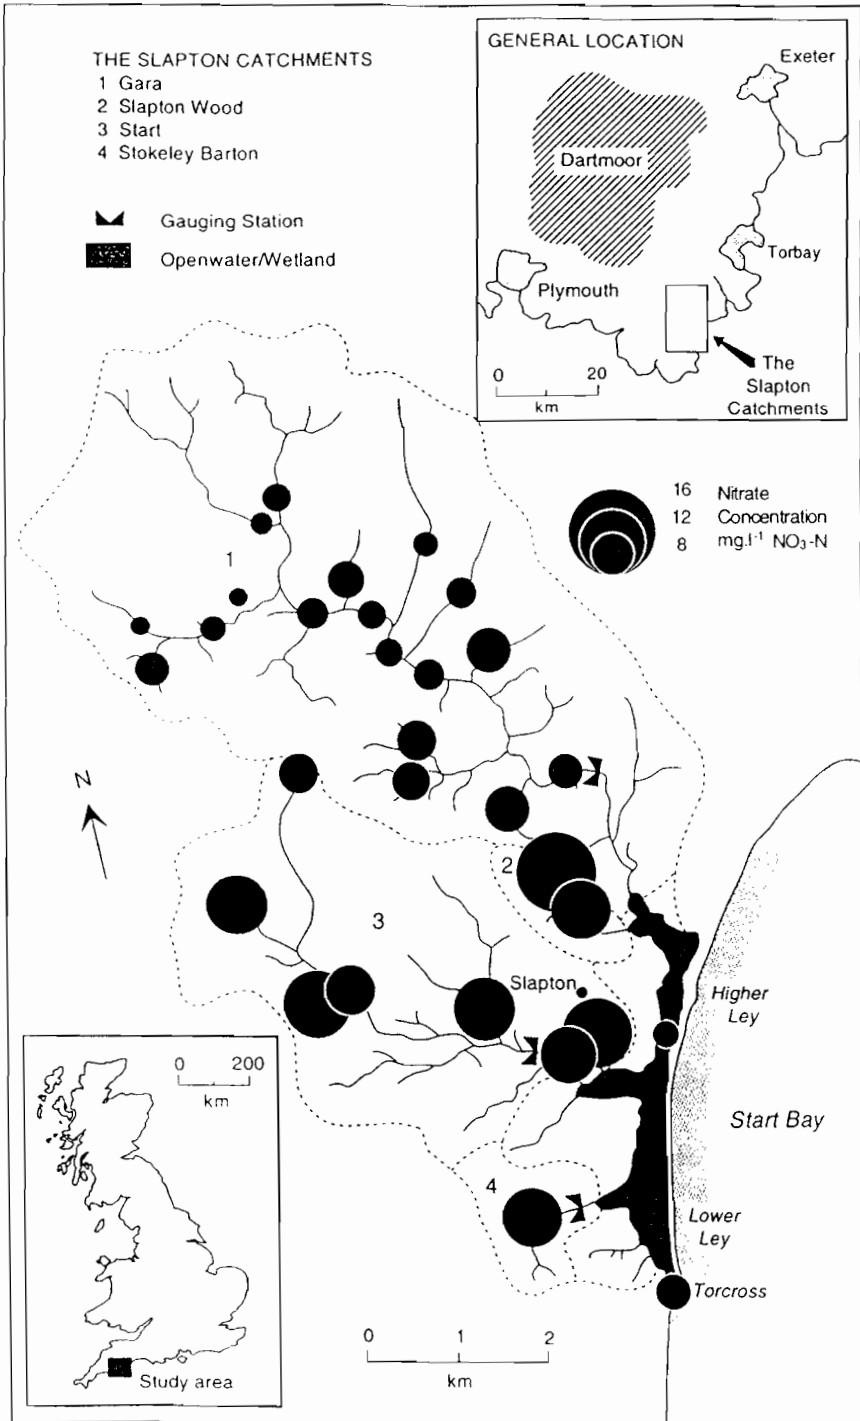 THE SLAPTON CATCHMENTS
1 Gara
2 Slapton Wood
3 Start
4 Stokeley Barton
Gauging Station
Openwater/Wetland
GENERAL LOCATION
Exeter
Dartmoor
Torbay
Plymouth
0 20
km
The
Slapton
Catchments
16 Nitrate
12 Concentration
8 mg.l⁻¹ NO₃-N
1
N
2
3
Slapton
Higher
Ley
0 200
km
Start Bay
4
Lower
Ley
Torcross
0 1 2
km
Study area